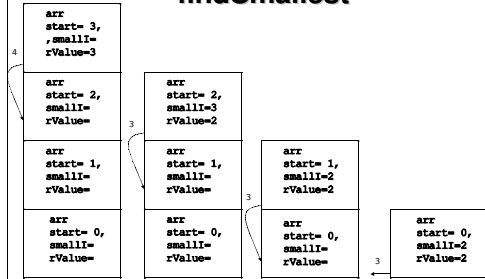 findSmallest
arr
start= 3,
,smallI=
rValue=3
4
arr
start= 2,
smallI=
rValue=
arr
start= 1,
smallI=
rValue=
arr
start= 0,
smallI=
rValue=
arr
start= 2,
smallI=3
rValue=2
3
arr
start= 1,
smallI=
rValue=
arr
start= 0,
smallI=
rValue=
arr
start= 1,
smallI=2
rValue=2
3
arr
start= 0,
smallI=
rValue=
arr
start= 0,
smallI=2
rValue=2
3